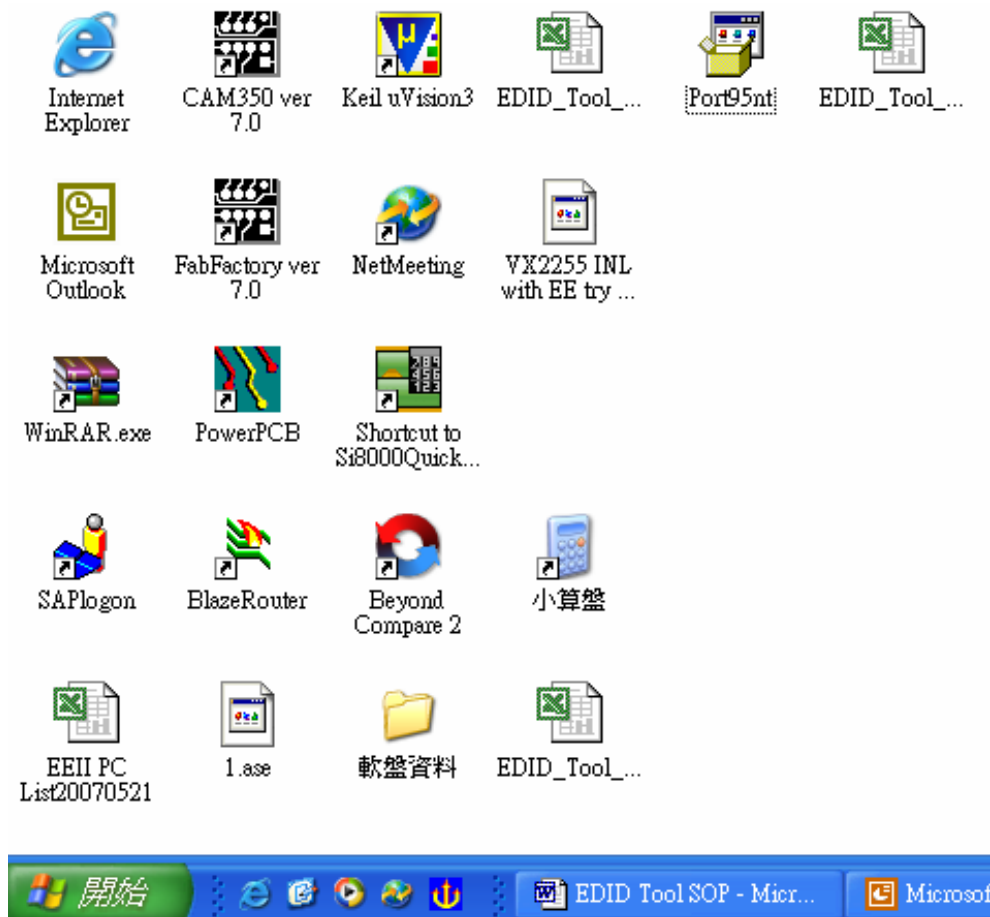 Internet
Explorer
CAM350 ver
7.0
Keil uVision3
EDID_Tool_...
Port95nt
EDID_Tool_...
Microsoft
Outlook
FabFactory ver
7.0
NetMeeting
VX2255 INL
with EE try ...
WinRAR.exe
PowerPCB
Shortcut to
Si8000Quick...
SAPlogon
BlazeRouter
Beyond
Compare 2
小算盤
EEII PC
List20070521
1.ase
軟盤資料
EDID_Tool_...
開始
EDID Tool SOP - Micr...
Microsof